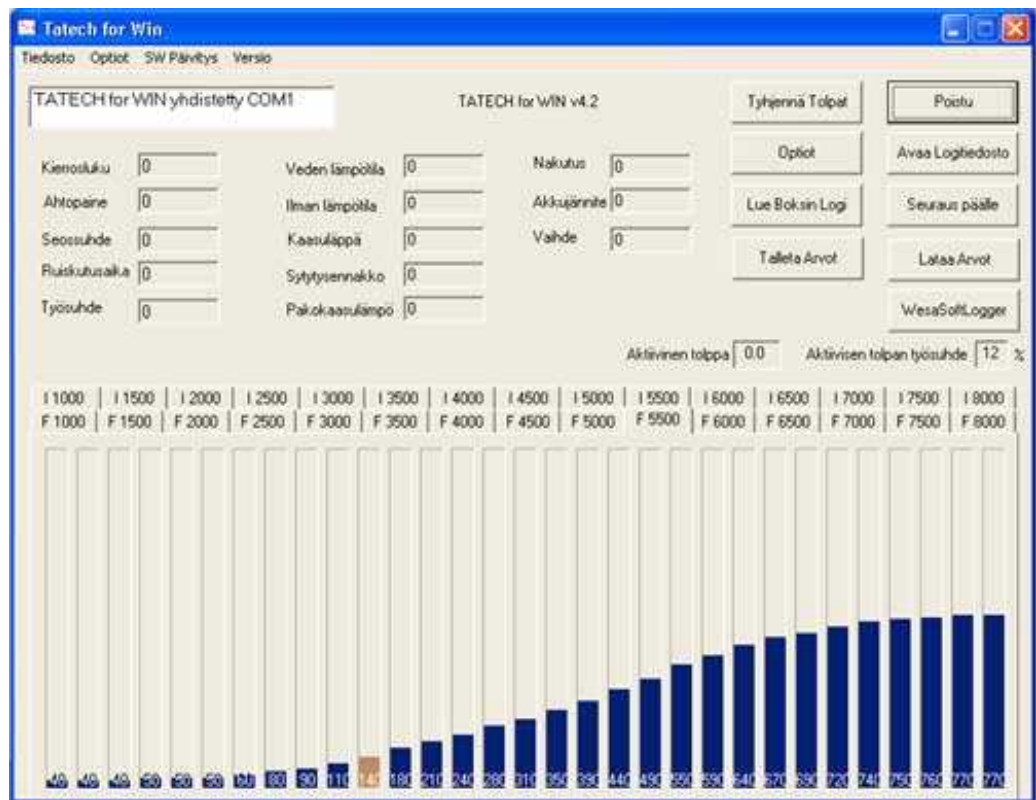 Tatech for Win
Tiedosto Optiot SW Päivitys Versio
TATECH for WIN yhdistetty COM1
TATECH for WIN v4.2
Tyhjennä Tolpat Poistu
Kierrosluku 0 Veden lämpötila 0 Nakutus 0 Optiot Avaa Logitiedosto
Ahtopaine 0 Ilman lämpötila 0 Akkujännite 0 Lue Boksin Logi Seuraus päälle
Seossuhde 0 Kaasuläppä 0 Vaihde 0
Ruiskutusaika 0 Sytytysennakko 0 Talleta Arvot Lataa Arvot
Työsuhde 0 Pakokaasulämpö 0 WesaSoftLogger
Aktiivinen tolppa 0.0 Aktiivisen tolpan työsuhde 12 %
I 1000 I 1500 I 2000 I 2500 I 3000 I 3500 I 4000 I 4500 I 5000 I 5500 I 6000 I 6500 I 7000 I 7500 I 8000
F 1000 F 1500 F 2000 F 2500 F 3000 F 3500 F 4000 F 4500 F 5000 F 5500 F 6000 F 6500 F 7000 F 7500 F 8000
80 90 110 140 180 210 240 280 310 350 390 440 490 550 590 640 670 690 720 740 750 760 770 770